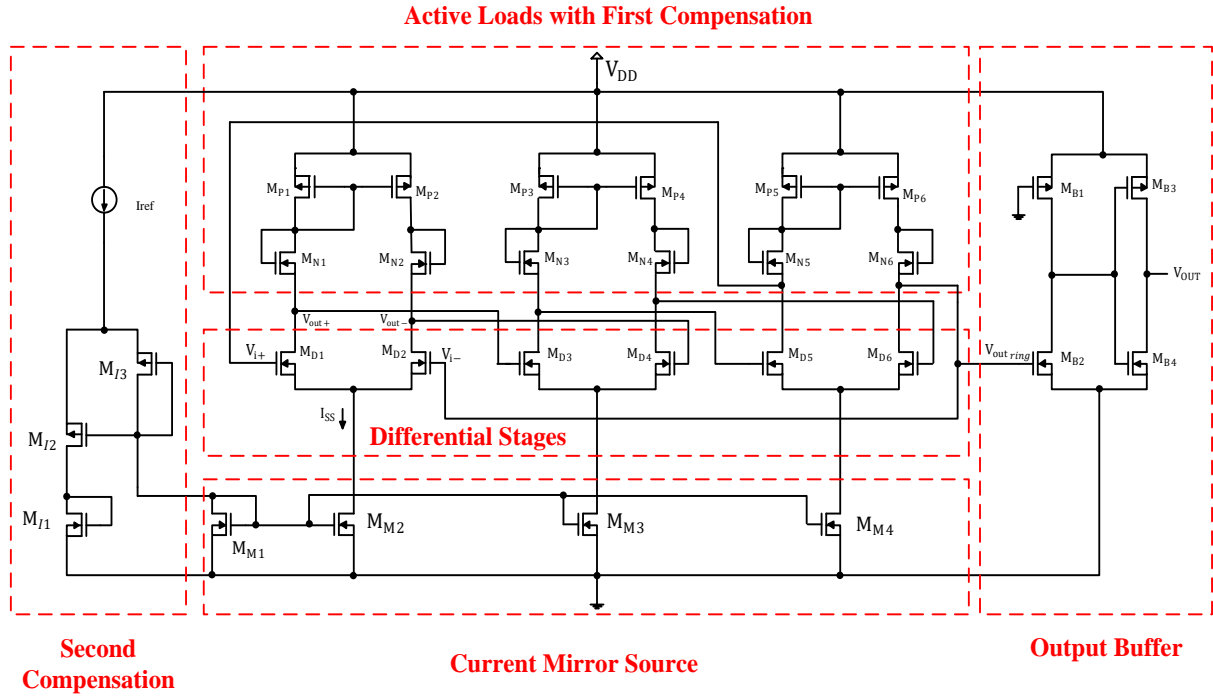 Active Loads with First Compensation
V_DD
Iref
M_P1
M_P2
M_P3
M_P4
M_P5
M_P6
M_B1
M_B3
M_N1
M_N2
M_N3
M_N4
M_N5
M_N6
V_OUT
V_out+
V_out−
V_i+
M_D1
M_D2
V_i−
M_D3
M_D4
M_D5
M_D6
V_out ring
M_B2
M_B4
M_I3
I_SS
M_I2
Differential Stages
M_I1
M_M1
M_M2
M_M3
M_M4
Second
Compensation
Current Mirror Source
Output Buffer